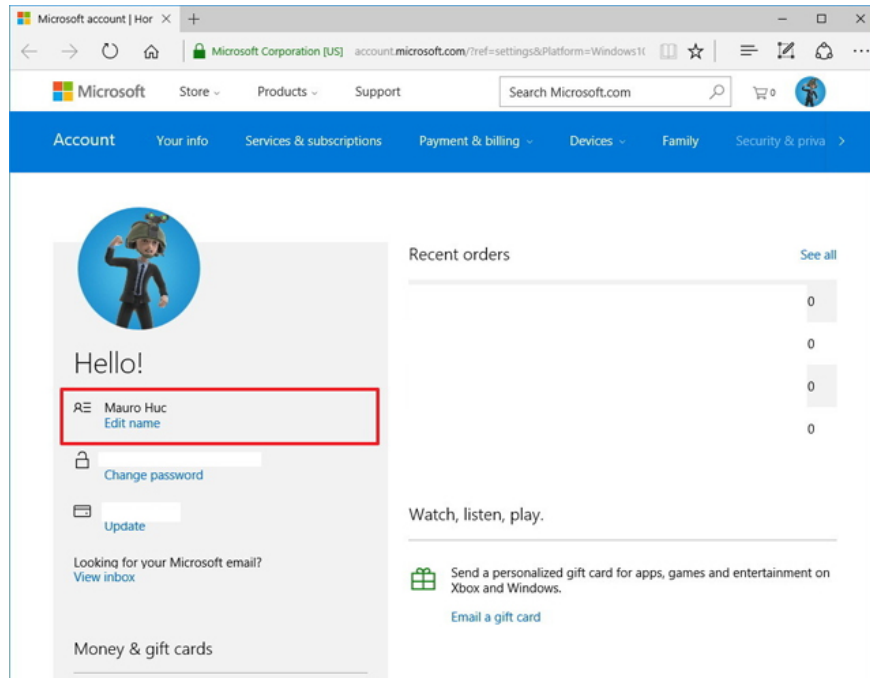 Microsoft account | Hor
Microsoft Corporation [US] account.microsoft.com/?ref=settings&Platform=Windows1
Microsoft Store Products Support Search Microsoft.com 0
Account Your info Services & subscriptions Payment & billing Devices Family Security & priva
Recent orders See all
0
0
0
0
Hello!
Mauro Huc
Edit name
Change password
Update
Looking for your Microsoft email?
View inbox
Watch, listen, play.
Send a personalized gift card for apps, games and entertainment on
Xbox and Windows.
Email a gift card
Money & gift cards